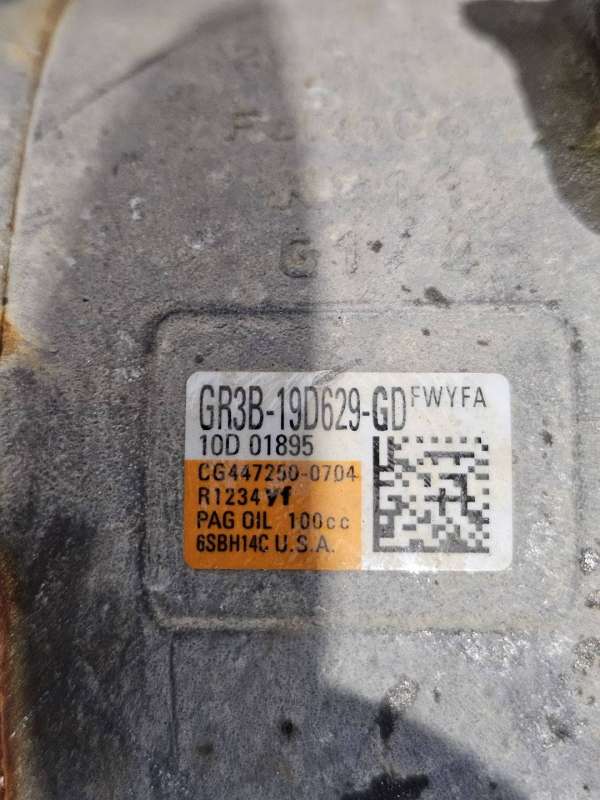 GR3B-19D629-GD FWYFA
10D 01895
CG447250-0704
R1234yf
PAG OIL 100cc
6SBH14C U.S.A.